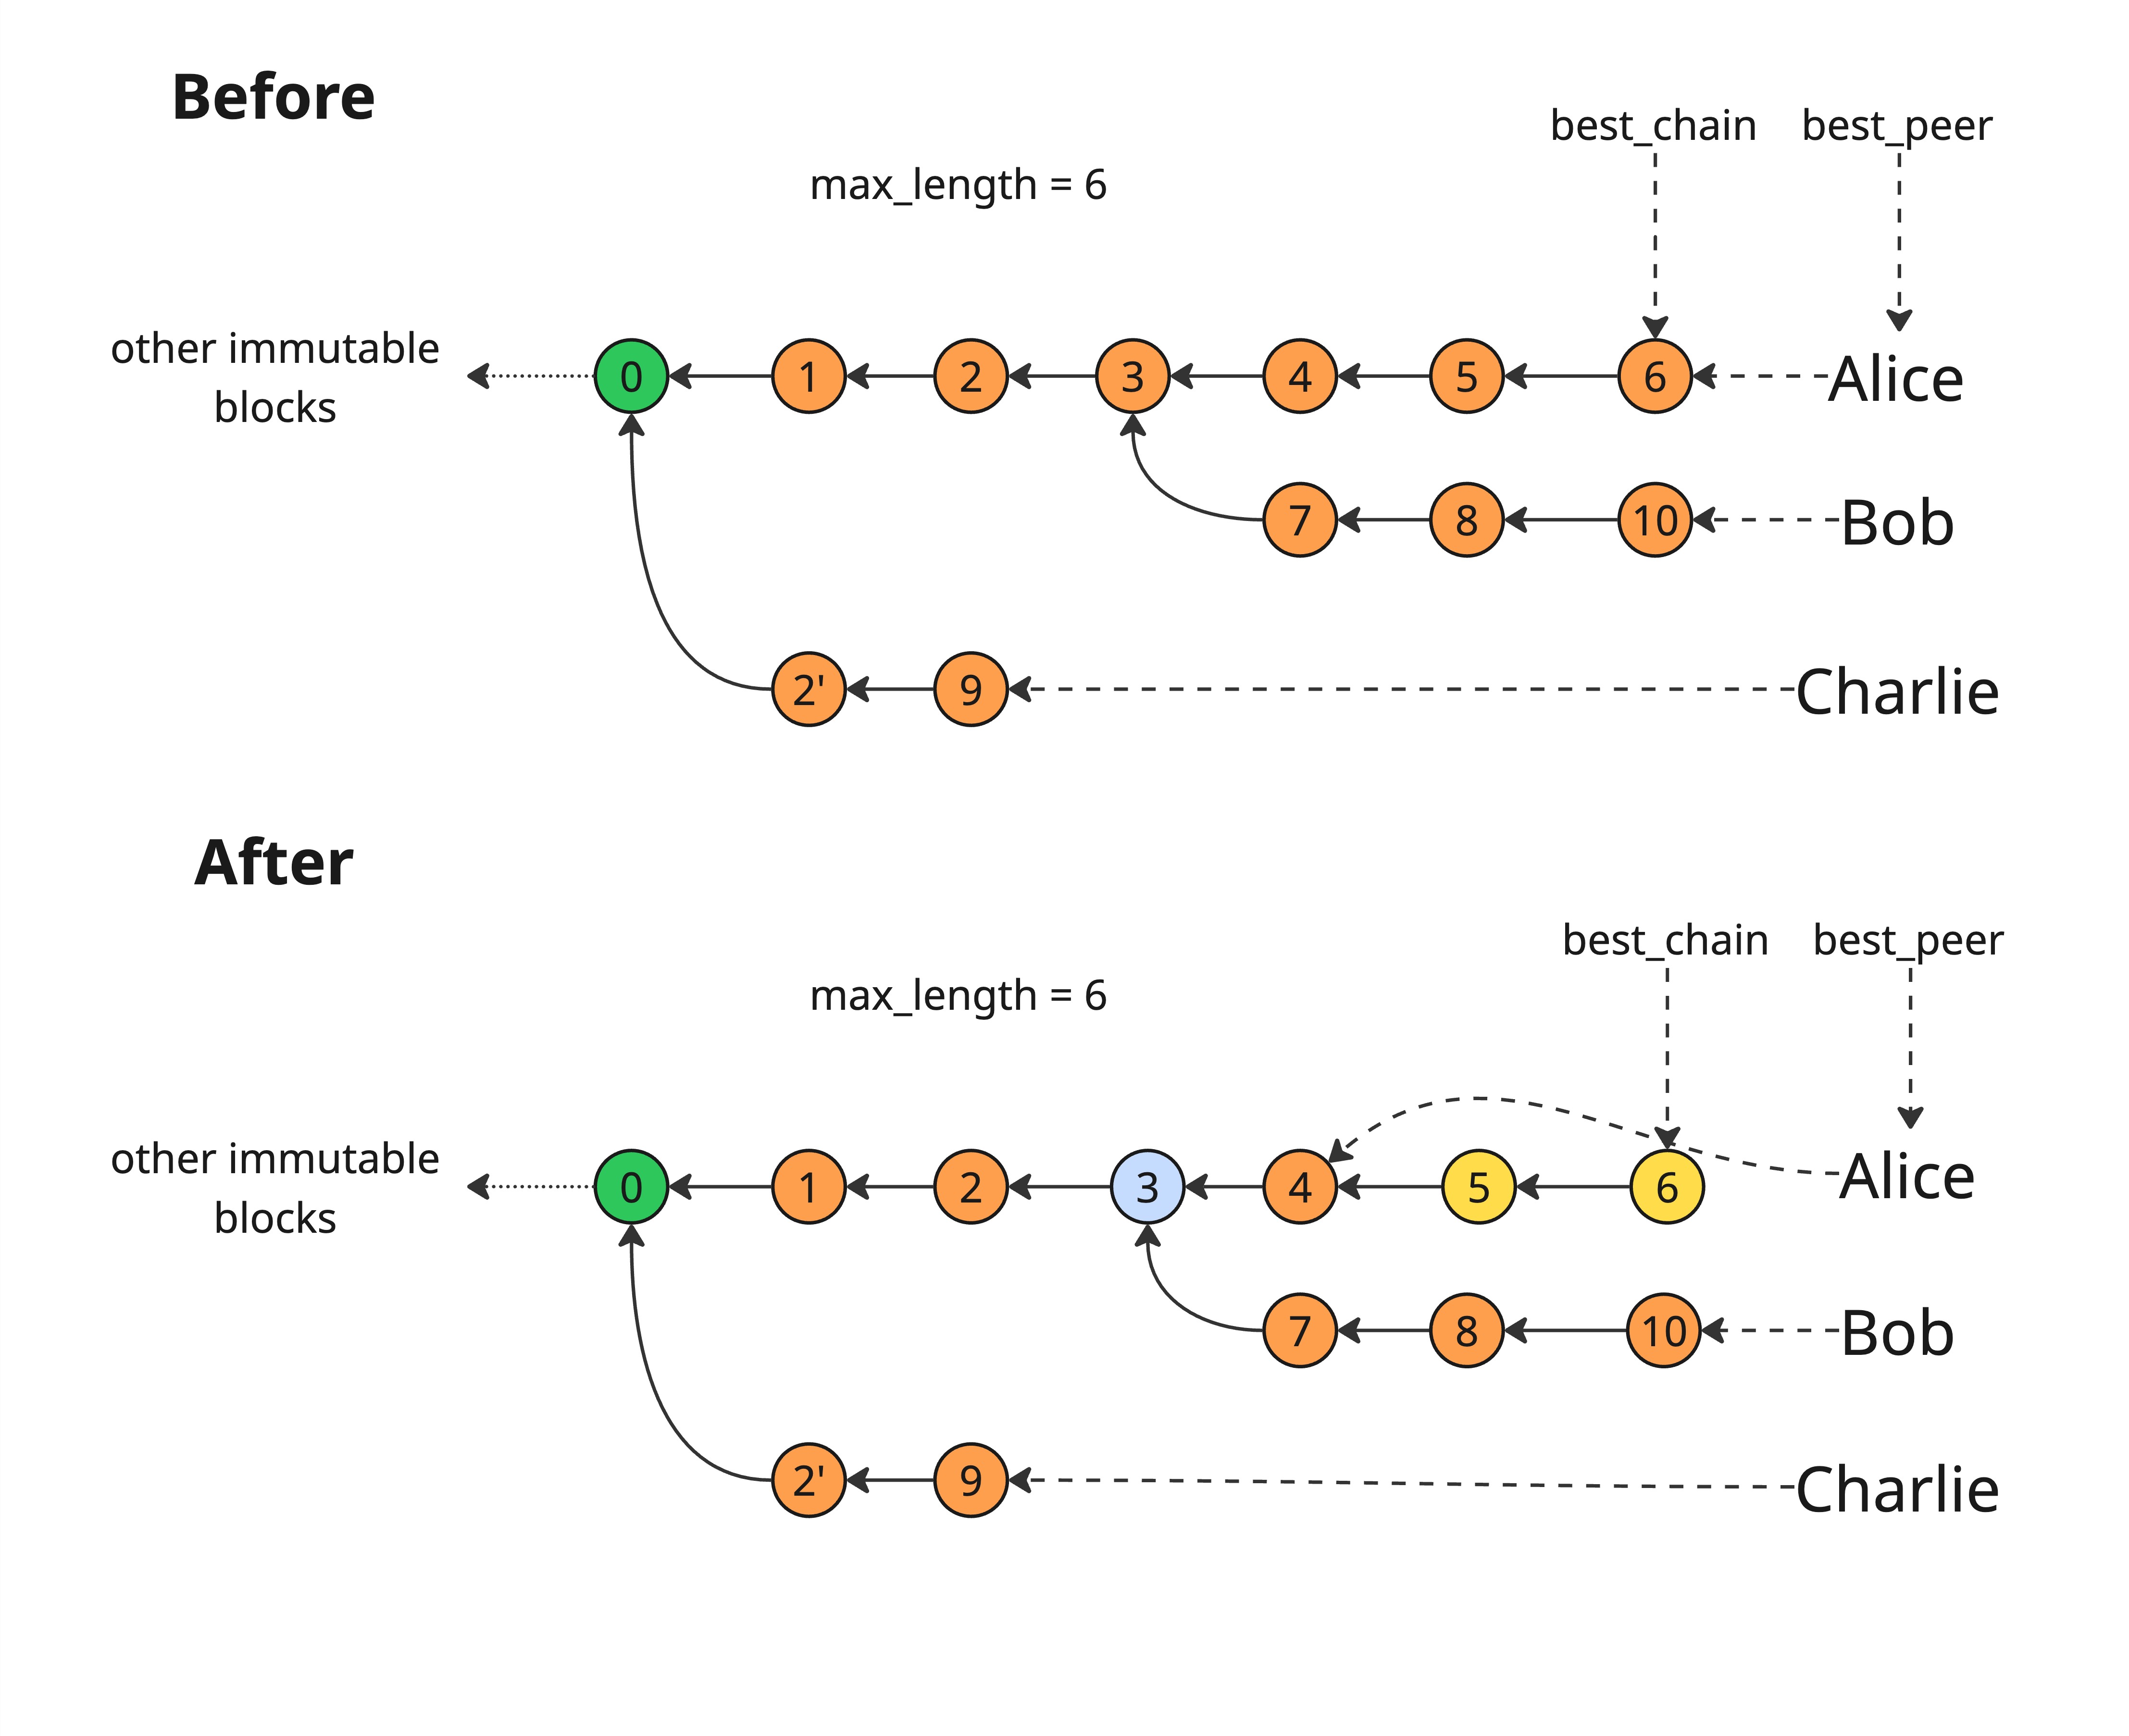 Before
best_chain best_peer
max_length = 6
other immutable
blocks
0 1 2 3 4 5 6 Alice
7 8 10 Bob
2' 9 Charlie
After
best_chain best_peer
max_length = 6
other immutable
blocks
0 1 2 3 4 5 6 Alice
7 8 10 Bob
2' 9 Charlie